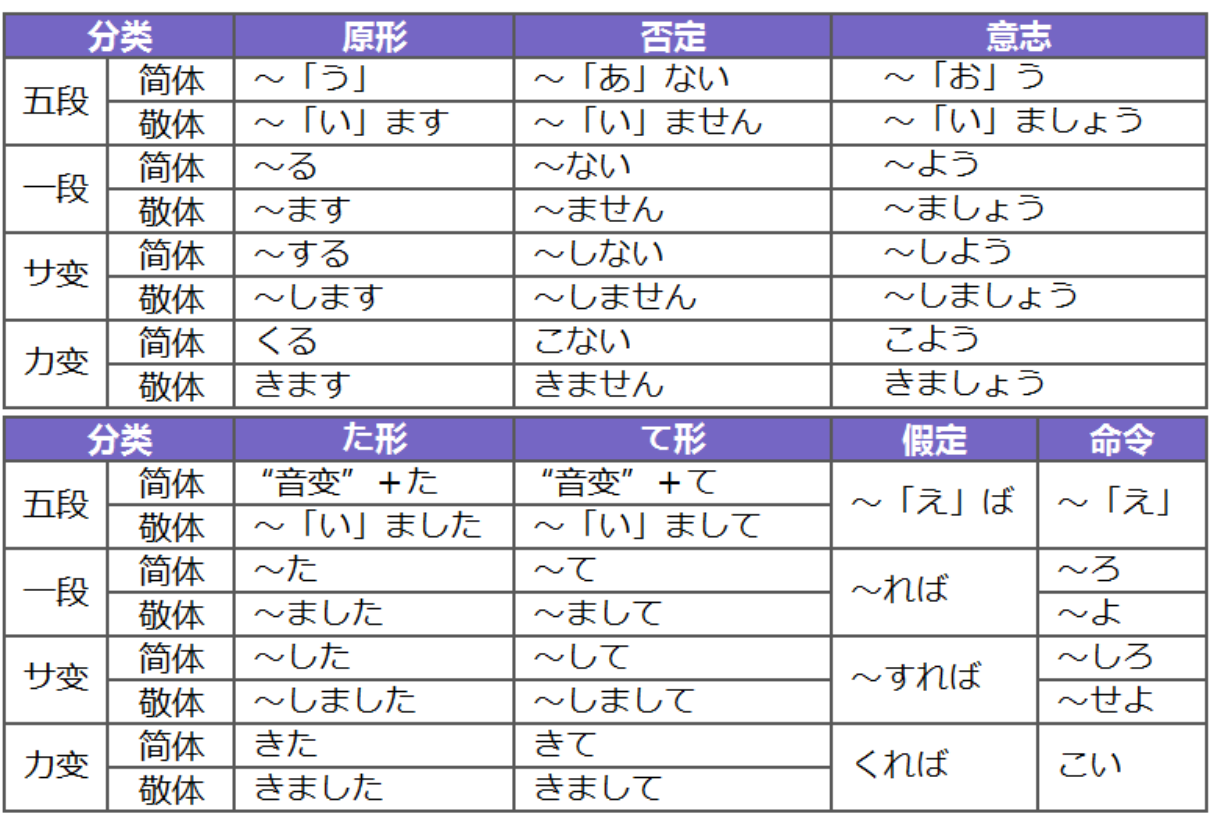 分类 原形 否定 意志
五段 简体 ～「う」 ～「あ」ない ～「お」う
敬体 ～「い」ます ～「い」ません ～「い」ましょう
一段 简体 ～る ～ない ～よう
敬体 ～ます ～ません ～ましょう
サ变 简体 ～する ～しない ～しよう
敬体 ～します ～しません ～しましょう
カ变 简体 くる こない こよう
敬体 きます きません きましょう
分类 た形 て形 假定 命令
五段 简体 “音变”+た “音变”+て ～「え」ば ～「え」
敬体 ～「い」ました ～「い」まして
一段 简体 ～た ～て ～れば ～ろ
敬体 ～ました ～まして ～よ
サ变 简体 ～した ～して ～すれば ～しろ
敬体 ～しました ～しまして ～せよ
カ变 简体 きた きて くれば こい
敬体 きました きまして